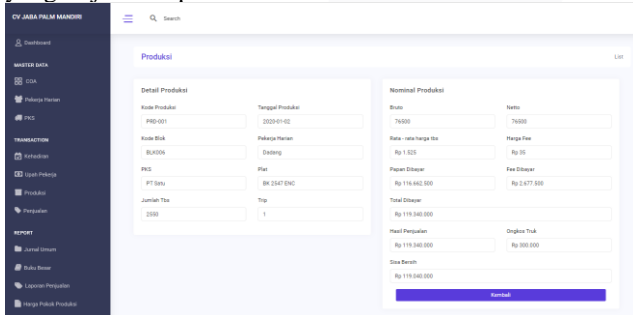 CV JABA PALM MANDIRI
Search
Dashboard
MASTER DATA
COA
Pekerja Harian
PKS
TRANSACTION
Kehadiran
Upah Pekerja
Produksi
Penjualan
REPORT
Jurnal Umum
Buku Besar
Laporan Penjualan
Harga Pokok Produksi
Produksi
List
Detail Produksi
Kode Produksi
Tanggal Produksi
PRD-001
2020-01-02
Kode Blok
Pekerja Harian
BLK006
Dadang
PKS
Plat
PT Satu
BK 2547 ENC
Jumlah Tbs
Trip
2550
1
Nominal Produksi
Bruto
Netto
76500
76500
Rata - rata harga tbs
Harga Fee
Rp 1.525
Rp 35
Papan Dibayar
Fee Dibayar
Rp 116.662.500
Rp 2.677.500
Total Dibayar
Rp 119.340.000
Hasil Penjualan
Ongkos Truk
Rp 119.340.000
Rp 300.000
Sisa Bersih
Rp 119.040.000
Kembali